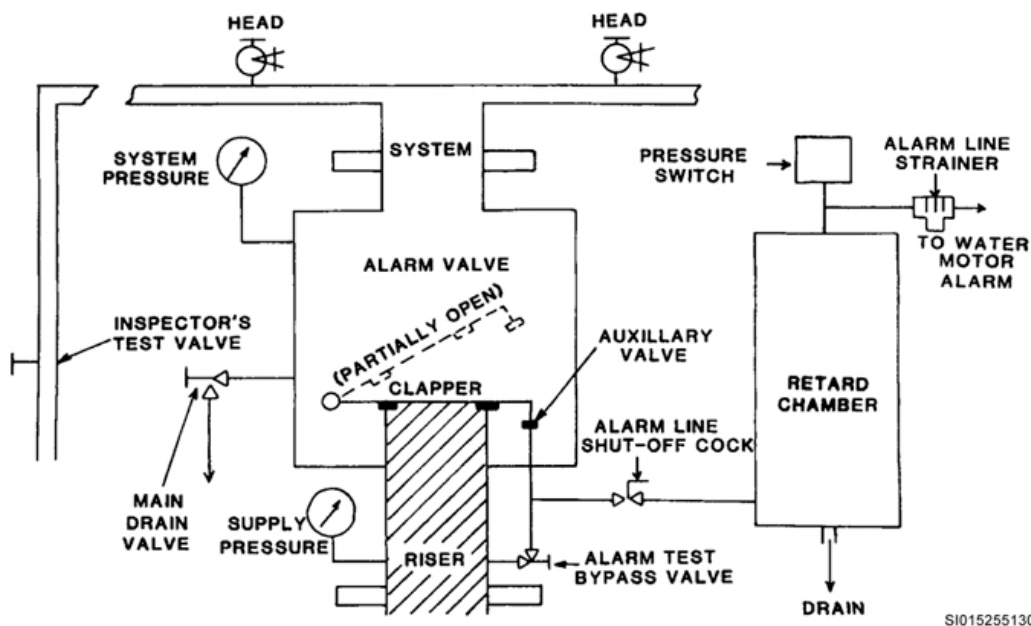 HEAD
HEAD
SYSTEM
PRESSURE
SYSTEM
PRESSURE
SWITCH
ALARM LINE
STRAINER
TO WATER
MOTOR
ALARM
ALARM VALVE
(PARTIALLY OPEN)
INSPECTOR'S
TEST VALVE
CLAPPER
AUXILLARY
VALVE
RETARD
CHAMBER
ALARM LINE
SHUT-OFF COCK
MAIN
DRAIN
VALVE
SUPPLY
PRESSURE
RISER
ALARM TEST
BYPASS VALVE
DRAIN
SI015255130